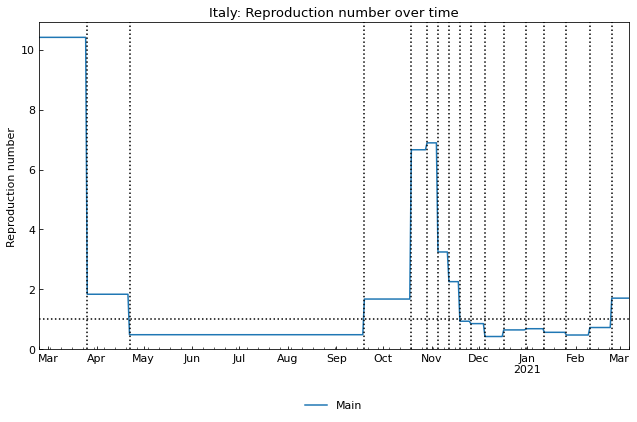 Italy: Reproduction number over time
Reproduction number
10
8
6
4
2
0
Mar Apr May Jun Jul Aug Sep Oct Nov Dec Jan Feb Mar
2021
Main